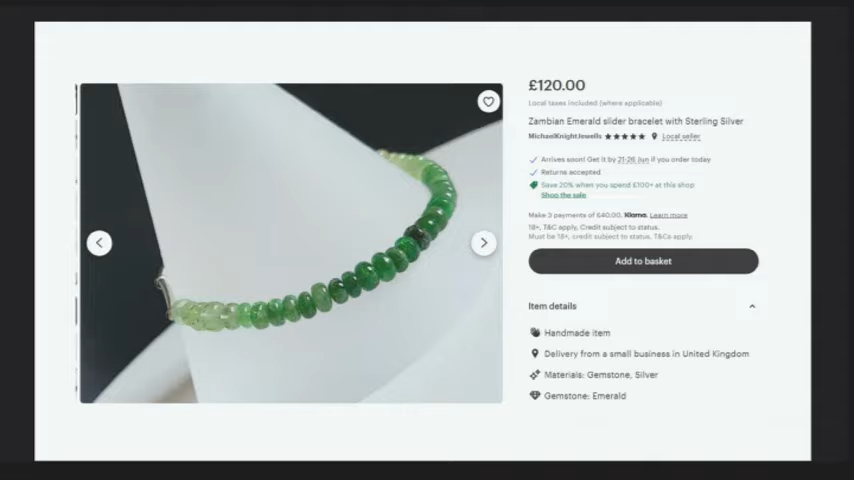 £120.00
Local taxes included (where applicable)
Zambian Emerald slider bracelet with Sterling Silver
MichaelKnightJewells ★★★★★ Local seller
Arrives soon! Get it by 21-26 Jun if you order today
Returns accepted
Save 20% when you spend £100+ at this shop
Shop the sale
Make 3 payments of £40.00. Klarna. Learn more
18+, T&C apply, Credit subject to status.
Must be 18+, credit subject to status. T&Cs apply.
Add to basket
Item details
Handmade item
Delivery from a small business in United Kingdom
Materials: Gemstone, Silver
Gemstone: Emerald